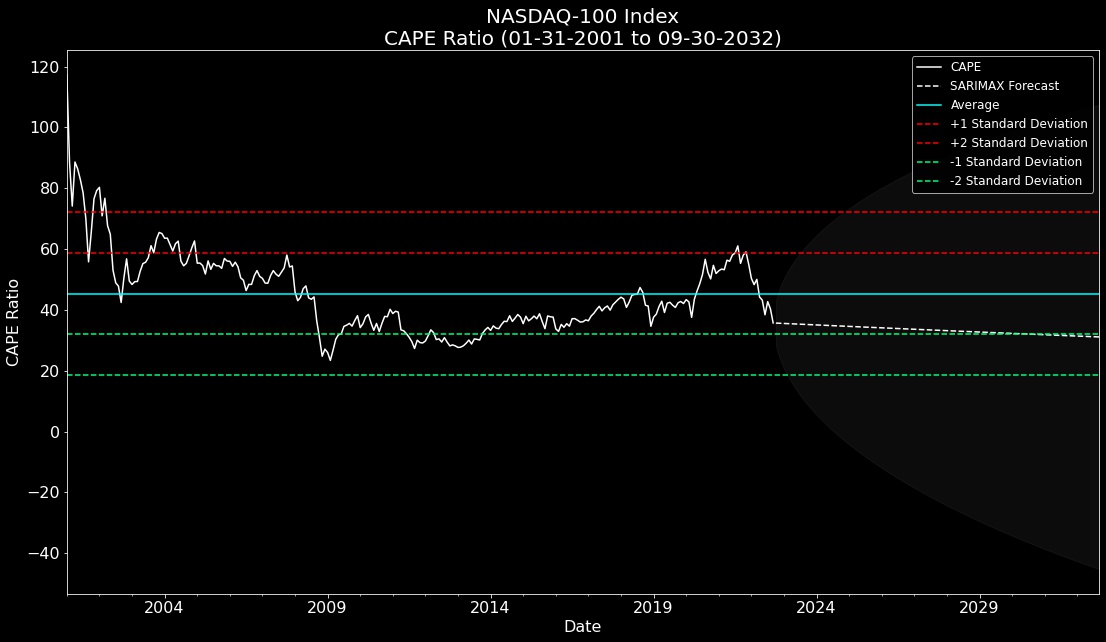 NASDAQ-100 Index
CAPE Ratio (01-31-2001 to 09-30-2032)
CAPE
SARIMAX Forecast
Average
+1 Standard Deviation
+2 Standard Deviation
-1 Standard Deviation
-2 Standard Deviation
CAPE Ratio
120
100
80
60
40
20
0
−20
−40
2004 2009 2014 2019 2024 2029
Date